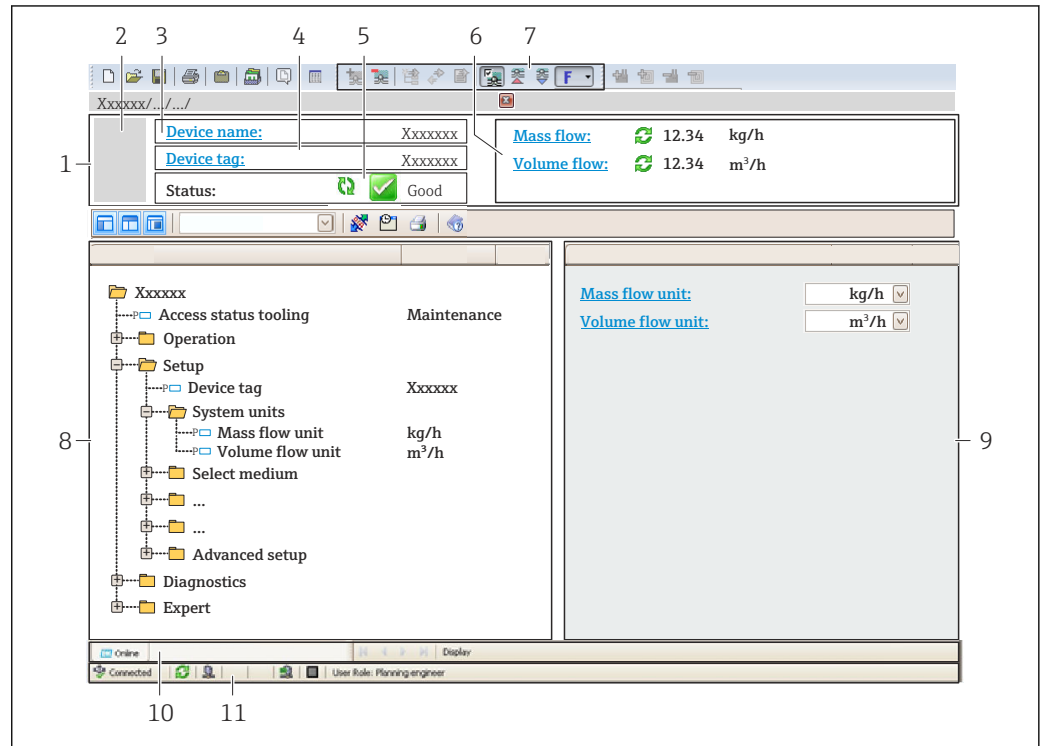 2 3 4 5 6 7
F
Xxxxxx/.../.../
1
Device name: Xxxxxxx
Device tag: Xxxxxxx
Status: Good
Mass flow: 12.34 kg/h
Volume flow: 12.34 m³/h
Xxxxxx
P Access status tooling Maintenance
Operation
Setup
P Device tag Xxxxxx
System units
P Mass flow unit kg/h
P Volume flow unit m³/h
Select medium
...
...
Advanced setup
Diagnostics
Expert
8
Mass flow unit: kg/h
Volume flow unit: m³/h
9
Online Display
Connected User Role: Planning engineer
10 11